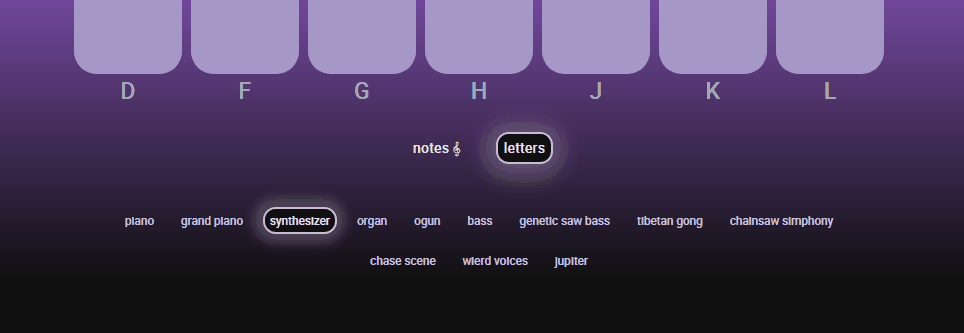 D F G H J K L
notes 𝄞 letters
piano grand piano synthesizer organ ogun bass genetic saw bass tibetan gong chainsaw simphony
chase scene wierd voices jupiter